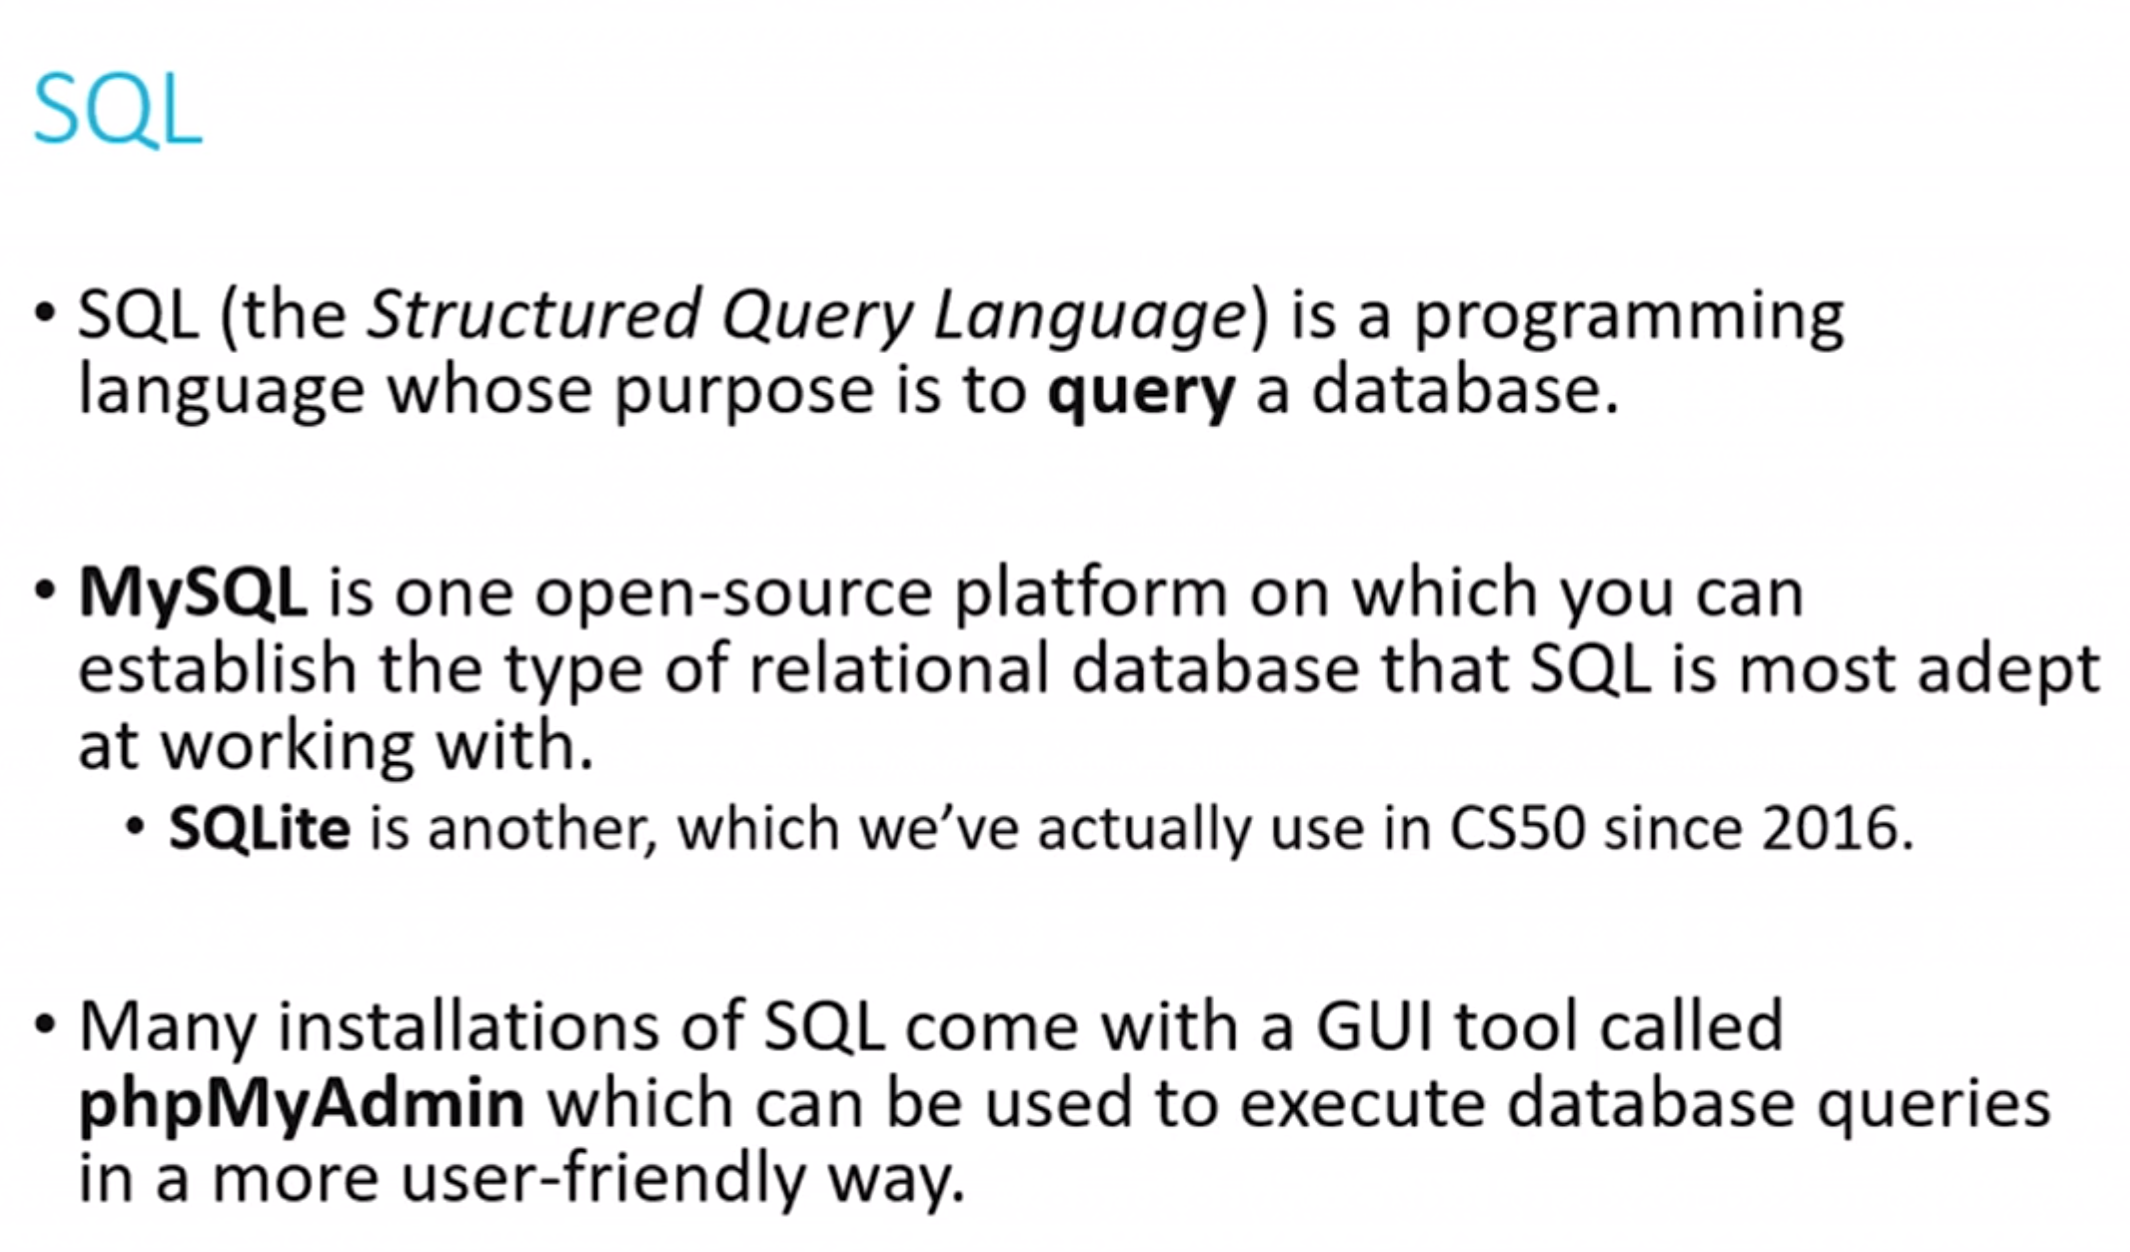 SQL
• SQL (the Structured Query Language) is a programming
language whose purpose is to query a database.
• MySQL is one open-source platform on which you can
establish the type of relational database that SQL is most adept
at working with.
• SQLite is another, which we’ve actually use in CS50 since 2016.
• Many installations of SQL come with a GUI tool called
phpMyAdmin which can be used to execute database queries
in a more user-friendly way.